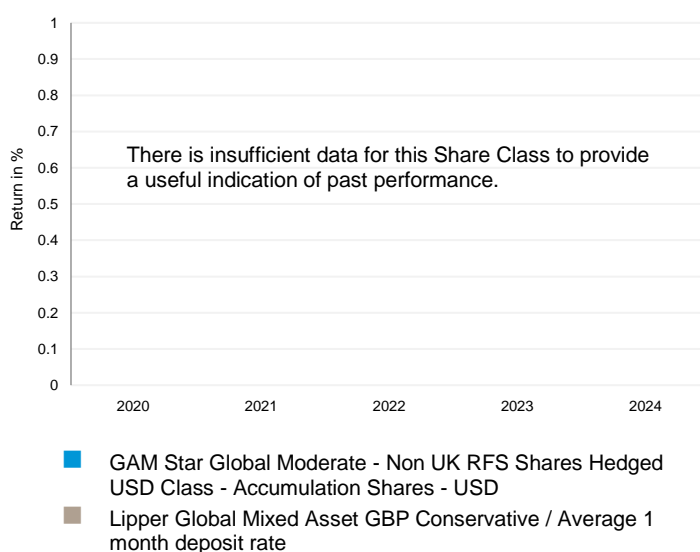 1
0.9
0.8
0.7
0.6
0.5
0.4
0.3
0.2
0.1
0
Return in %
There is insufficient data for this Share Class to provide
a useful indication of past performance.
2020 2021 2022 2023 2024
GAM Star Global Moderate - Non UK RFS Shares Hedged
USD Class - Accumulation Shares - USD
Lipper Global Mixed Asset GBP Conservative / Average 1
month deposit rate